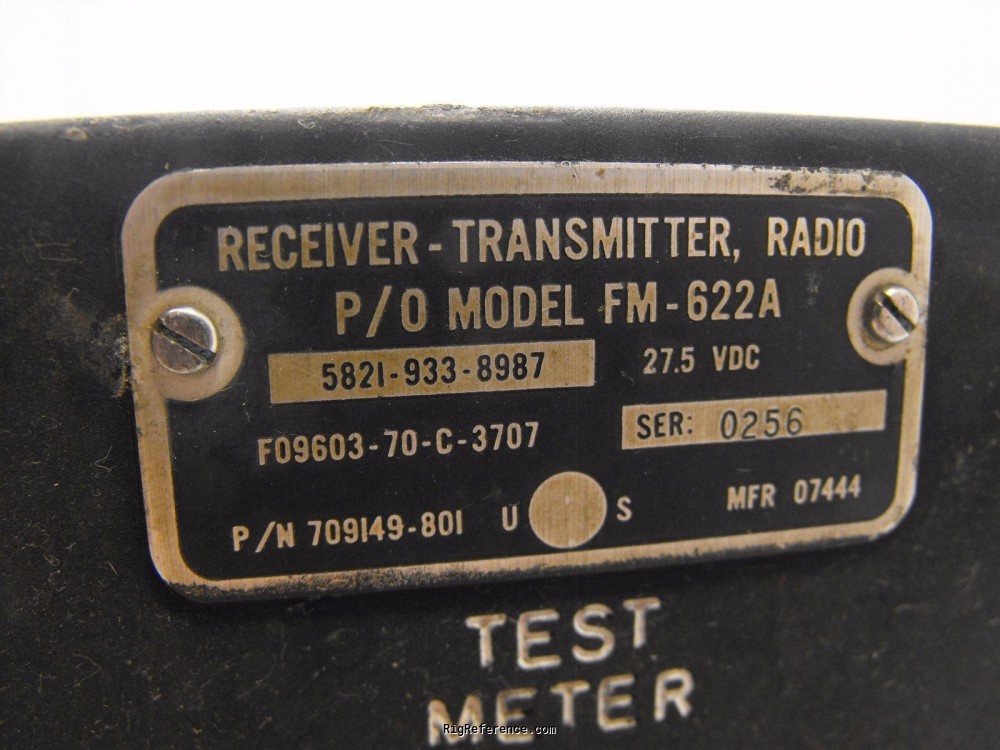 RECEIVER-TRANSMITTER, RADIO
P/O MODEL FM-622A
5821-933-8987 27.5 VDC
F09603-70-C-3707 SER: 0256
P/N 709149-801 U S MFR 07444
TEST
METER
RigReference.com